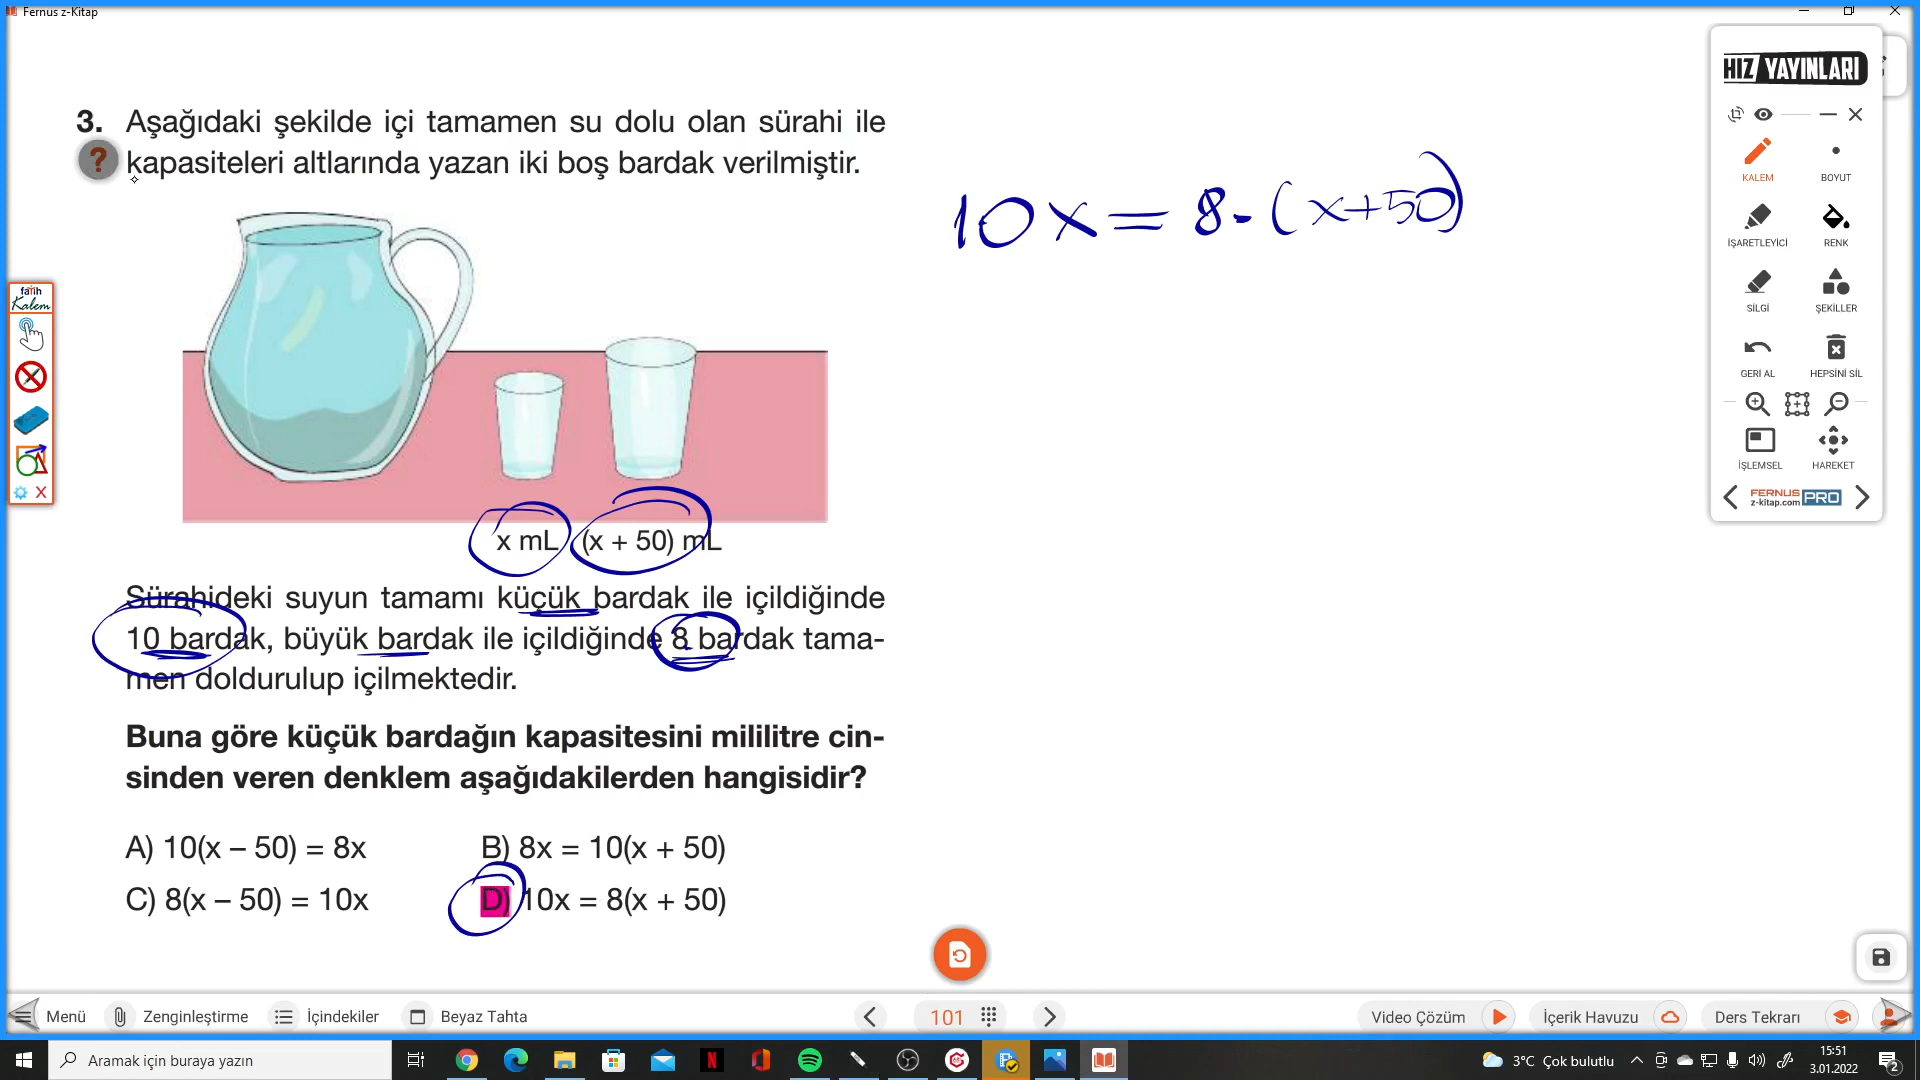 Fernus z-Kitap
HIZ YAYINLARI
3. Aşağıdaki şekilde içi tamamen su dolu olan sürahi ile
? kapasiteleri altlarında yazan iki boş bardak verilmiştir.
10x = 8·(x+50)
x mL (x + 50) mL
Sürahideki suyun tamamı küçük bardak ile içildiğinde
10 bardak, büyük bardak ile içildiğinde 8 bardak tama-
men doldurulup içilmektedir.
Buna göre küçük bardağın kapasitesini mililitre cin-
sinden veren denklem aşağıdakilerden hangisidir?
A) 10(x – 50) = 8x B) 8x = 10(x + 50)
C) 8(x – 50) = 10x D) 10x = 8(x + 50)
fatih
Kalem
X
KALEM BOYUT
İŞARETLEYİCİ RENK
SİLGİ ŞEKİLLER
GERİ AL HEPSİNİ SİL
İŞLEMSEL HAREKET
FERNUS
z-kitap.com PRO
Menü Zenginleştirme İçindekiler Beyaz Tahta 101 Video Çözüm İçerik Havuzu Ders Tekrarı
Aramak için buraya yazın 3°C Çok bulutlu 15:51
3.01.2022 2